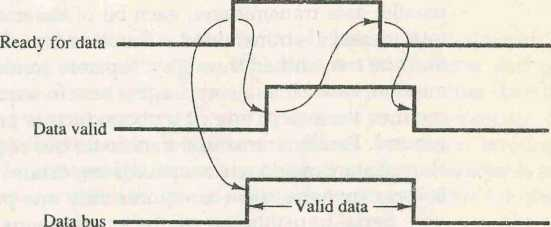 Ready for data
Data valid
Valid data
Data bus